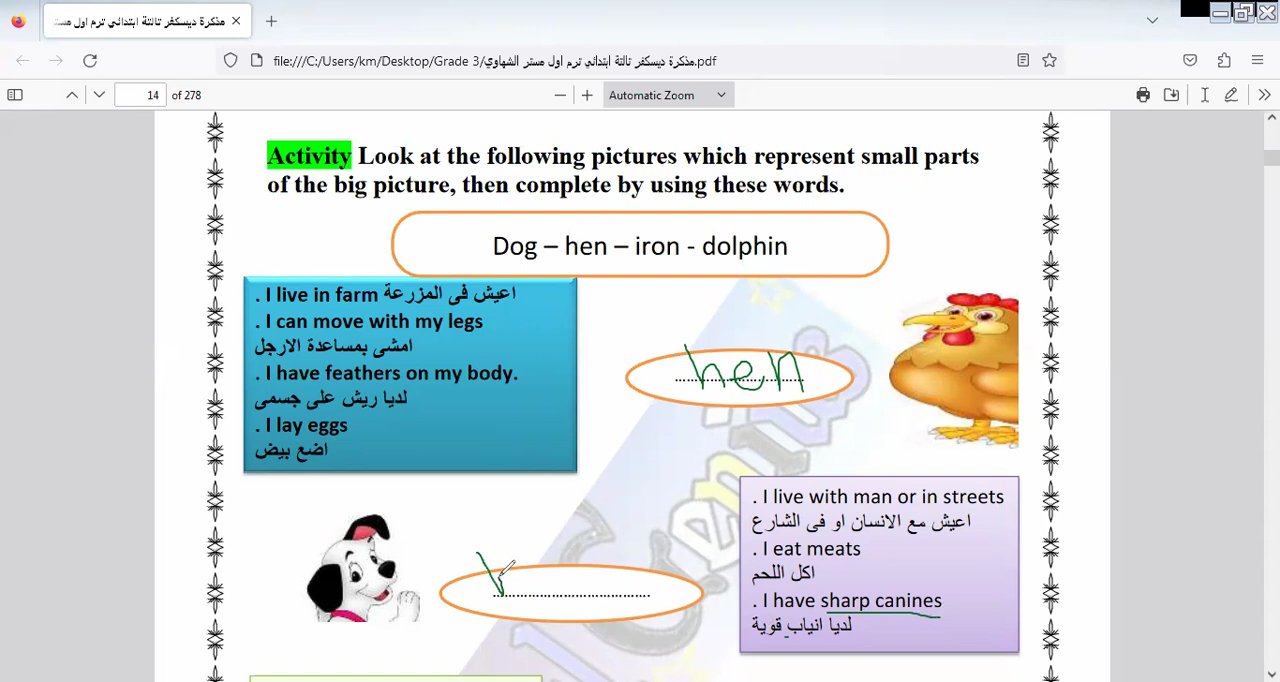 مذكرة ديسكفر تالتة ابتدائي ترم اول مستر
file:///C:/Users/km/Desktop/Grade 3/مذكرة ديسكفر تالتة ابتدائي ترم اول مستر الشهاوي.pdf
14 of 278
Automatic Zoom
Activity Look at the following pictures which represent small parts
of the big picture, then complete by using these words.
Dog – hen – iron - dolphin
. I live in farm اعيش فى المزرعة
. I can move with my legs
امشى بمساعدة الارجل
. I have feathers on my body.
لديا ريش على جسمى
. I lay eggs
اضع بيض
hen
. I live with man or in streets
اعيش مع الانسان او فى الشارع
. I eat meats
اكل اللحم
. I have sharp canines
لديا انياب قوية